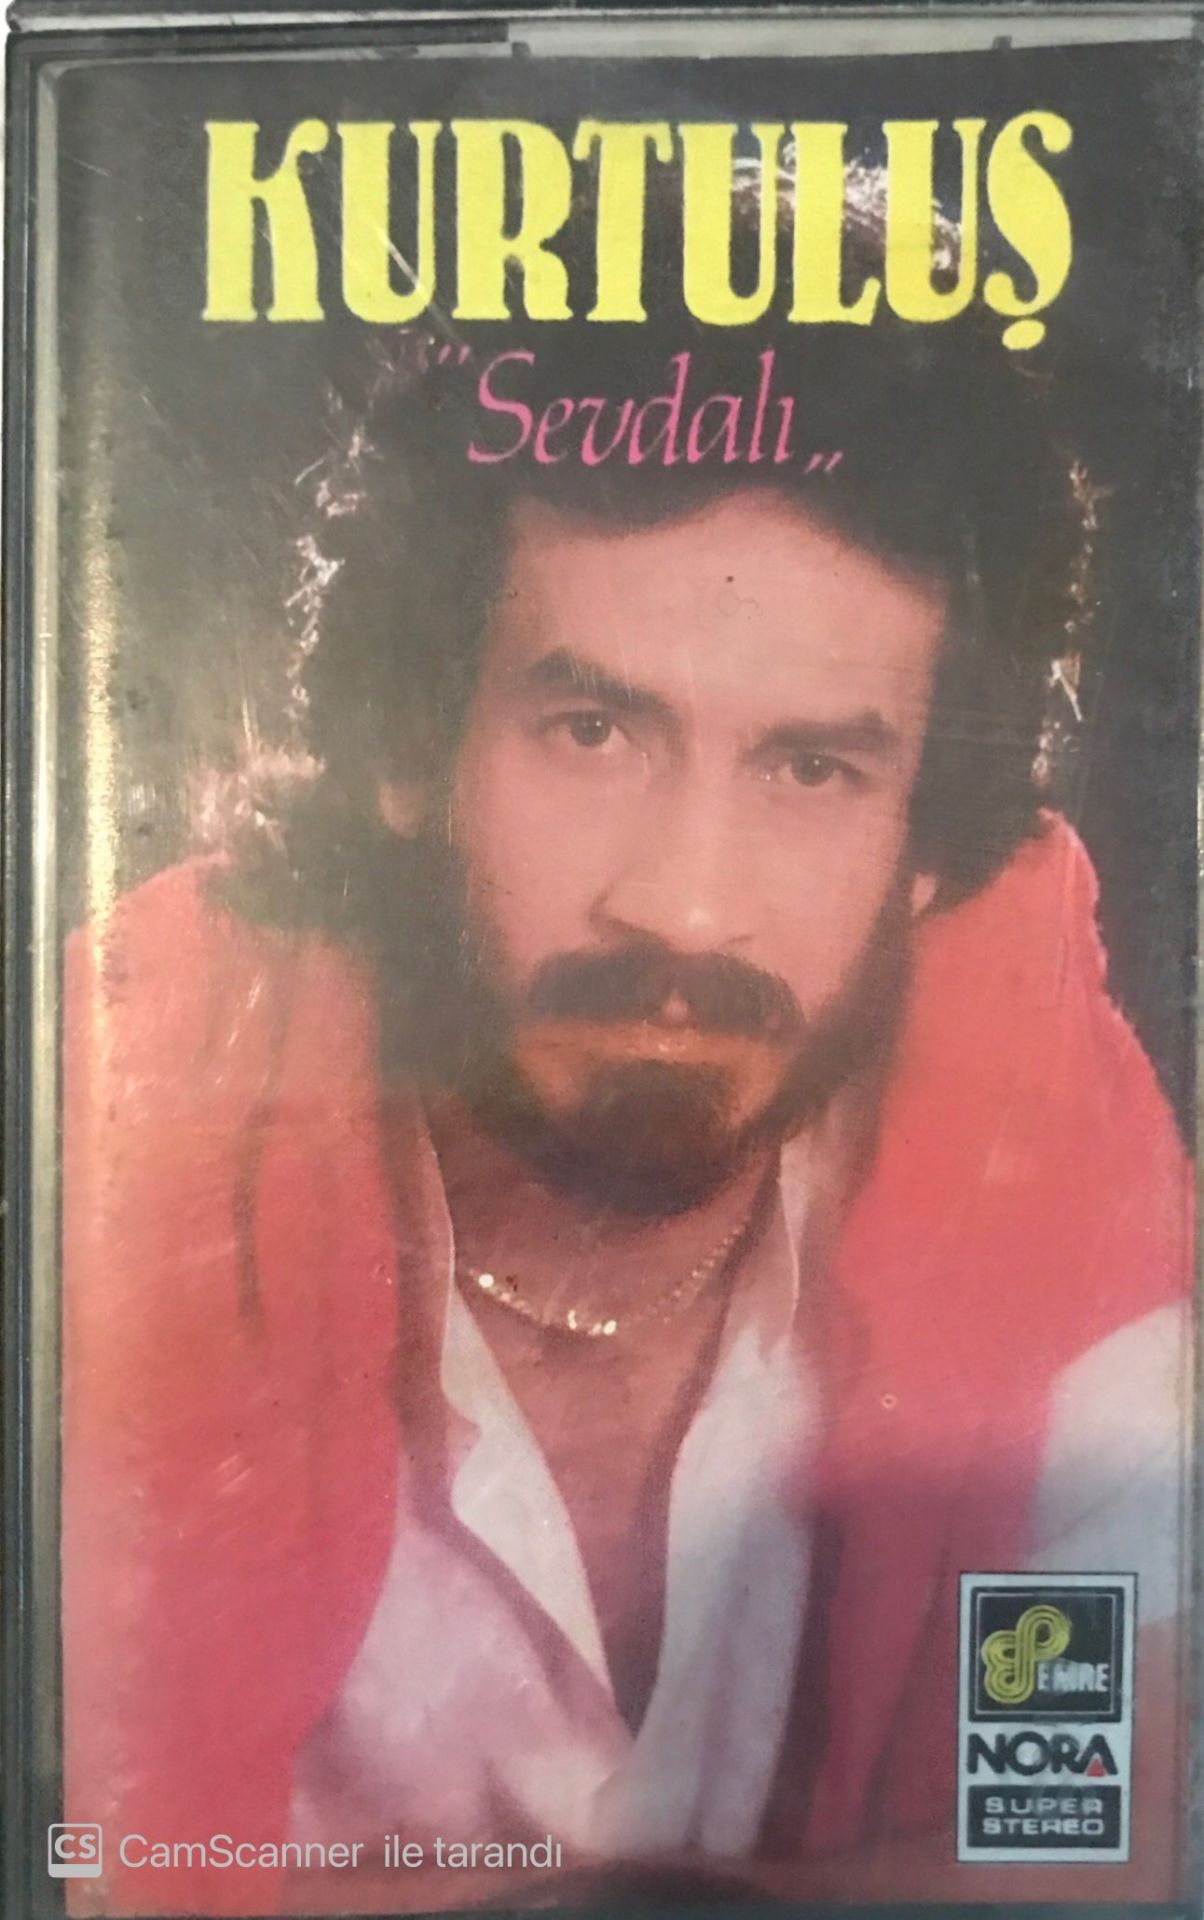 KURTULUŞ
"Sevdalı„
EMRE
NORA
SUPER
STEREO
CS CamScanner ile tarandı